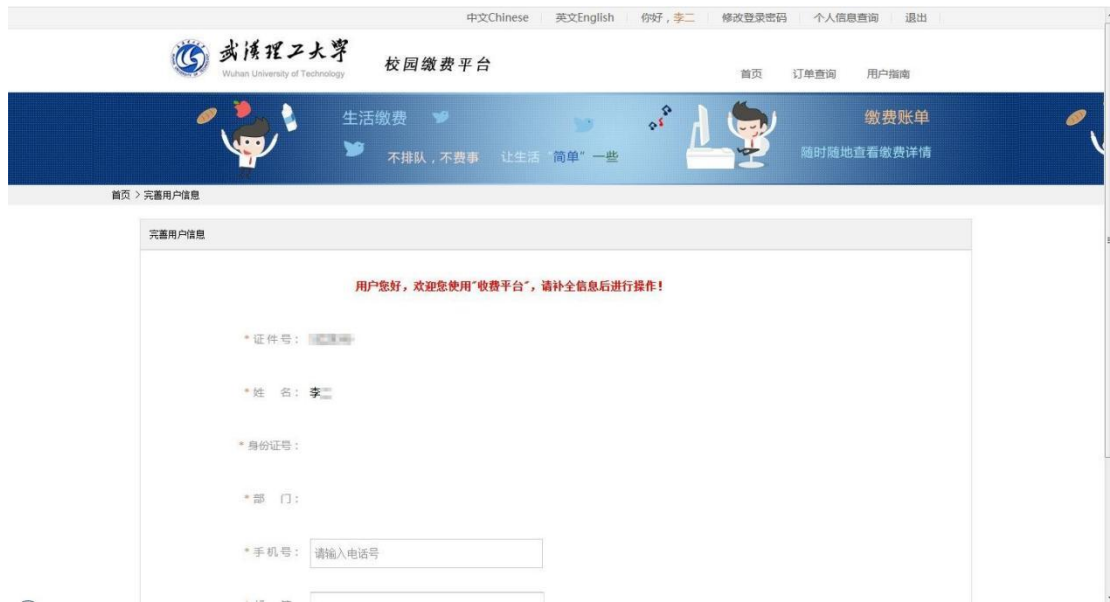 中文Chinese 英文English 你好，李二 修改登录密码 个人信息查询 退出
武汉理工大学
Wuhan University of Technology
校园缴费平台
首页 订单查询 用户指南
生活缴费
不排队，不费事 让生活“简单”一些
缴费账单
随时随地查看缴费详情
首页 > 完善用户信息
完善用户信息
用户您好，欢迎您使用"收费平台"，请补全信息后进行操作！
*证件号：
*姓 名：李
*身份证号：
*部 门：
*手机号：请输入电话号